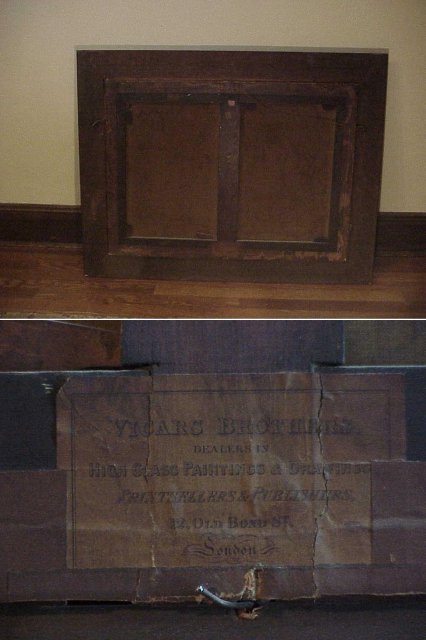 VICARS BROTHERS,
DEALERS IN
HIGH CLASS PAINTINGS & DRAWINGS
PRINTSELLERS & PUBLISHERS,
12, OLD BOND ST.
London